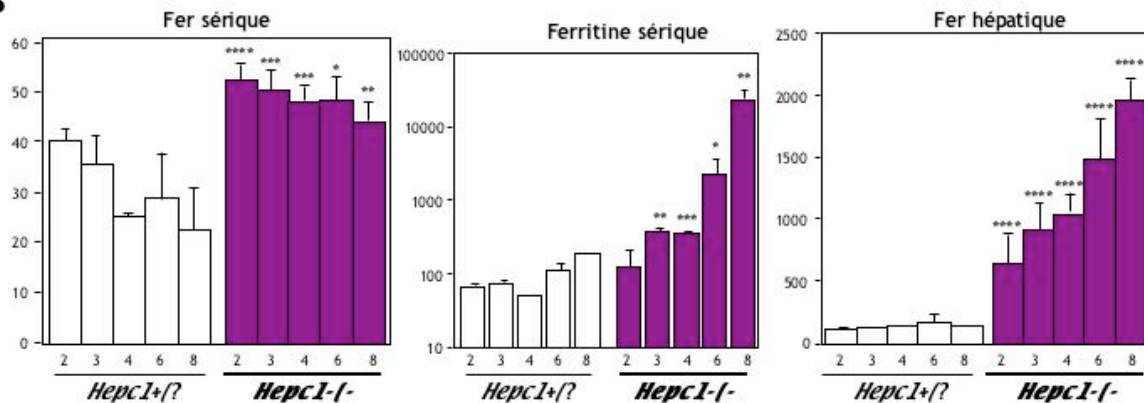 Fer sérique
60
50
40
30
20
10
0
**** *** *** * **
2 3 4 6 8 2 3 4 6 8
Hepc1+/? Hepc1-/-
Ferritine sérique
100000
10000
1000
100
10
** *** * **
2 3 4 6 8 2 3 4 6 8
Hepc1+/? Hepc1-/-
Fer hépatique
2500
2000
1500
1000
500
0
**** **** **** **** ****
2 3 4 6 8 2 3 4 6 8
Hepc1+/? Hepc1-/-